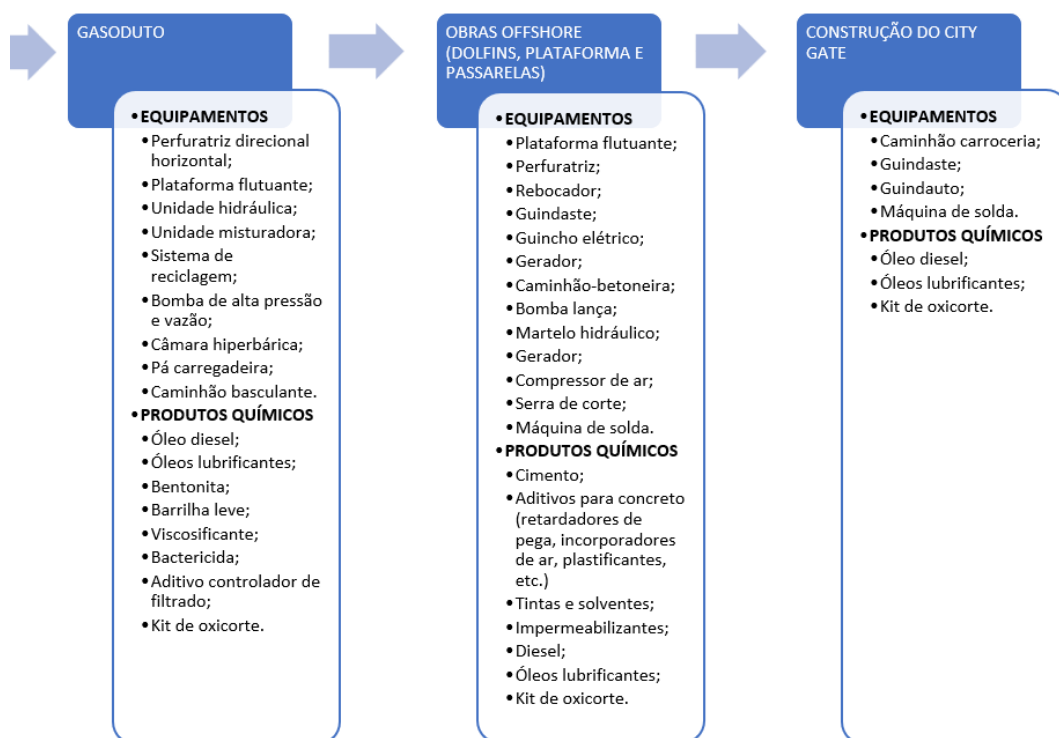 GASODUTO
•EQUIPAMENTOS
•Perfuratriz direcional
horizontal;
•Plataforma flutuante;
•Unidade hidráulica;
•Unidade misturadora;
•Sistema de
reciclagem;
•Bomba de alta pressão
e vazão;
•Câmara hiperbárica;
•Pá carregadeira;
•Caminhão basculante.
•PRODUTOS QUÍMICOS
•Óleo diesel;
•Óleos lubrificantes;
•Bentonita;
•Barrilha leve;
•Viscosificante;
•Bactericida;
•Aditivo controlador de
filtrado;
•Kit de oxicorte.
OBRAS OFFSHORE
(DOLFINS, PLATAFORMA E
PASSARELAS)
•EQUIPAMENTOS
•Plataforma flutuante;
•Perfuratriz;
•Rebocador;
•Guindaste;
•Guincho elétrico;
•Gerador;
•Caminhão-betoneira;
•Bomba lança;
•Martelo hidráulico;
•Gerador;
•Compressor de ar;
•Serra de corte;
•Máquina de solda.
•PRODUTOS QUÍMICOS
•Cimento;
•Aditivos para concreto
(retardadores de
pega, incorporadores
de ar, plastificantes,
etc.)
•Tintas e solventes;
•Impermeabilizantes;
•Diesel;
•Óleos lubrificantes;
•Kit de oxicorte.
CONSTRUÇÃO DO CITY
GATE
•EQUIPAMENTOS
•Caminhão carroceria;
•Guindaste;
•Guindauto;
•Máquina de solda.
•PRODUTOS QUÍMICOS
•Óleo diesel;
•Óleos lubrificantes;
•Kit de oxicorte.